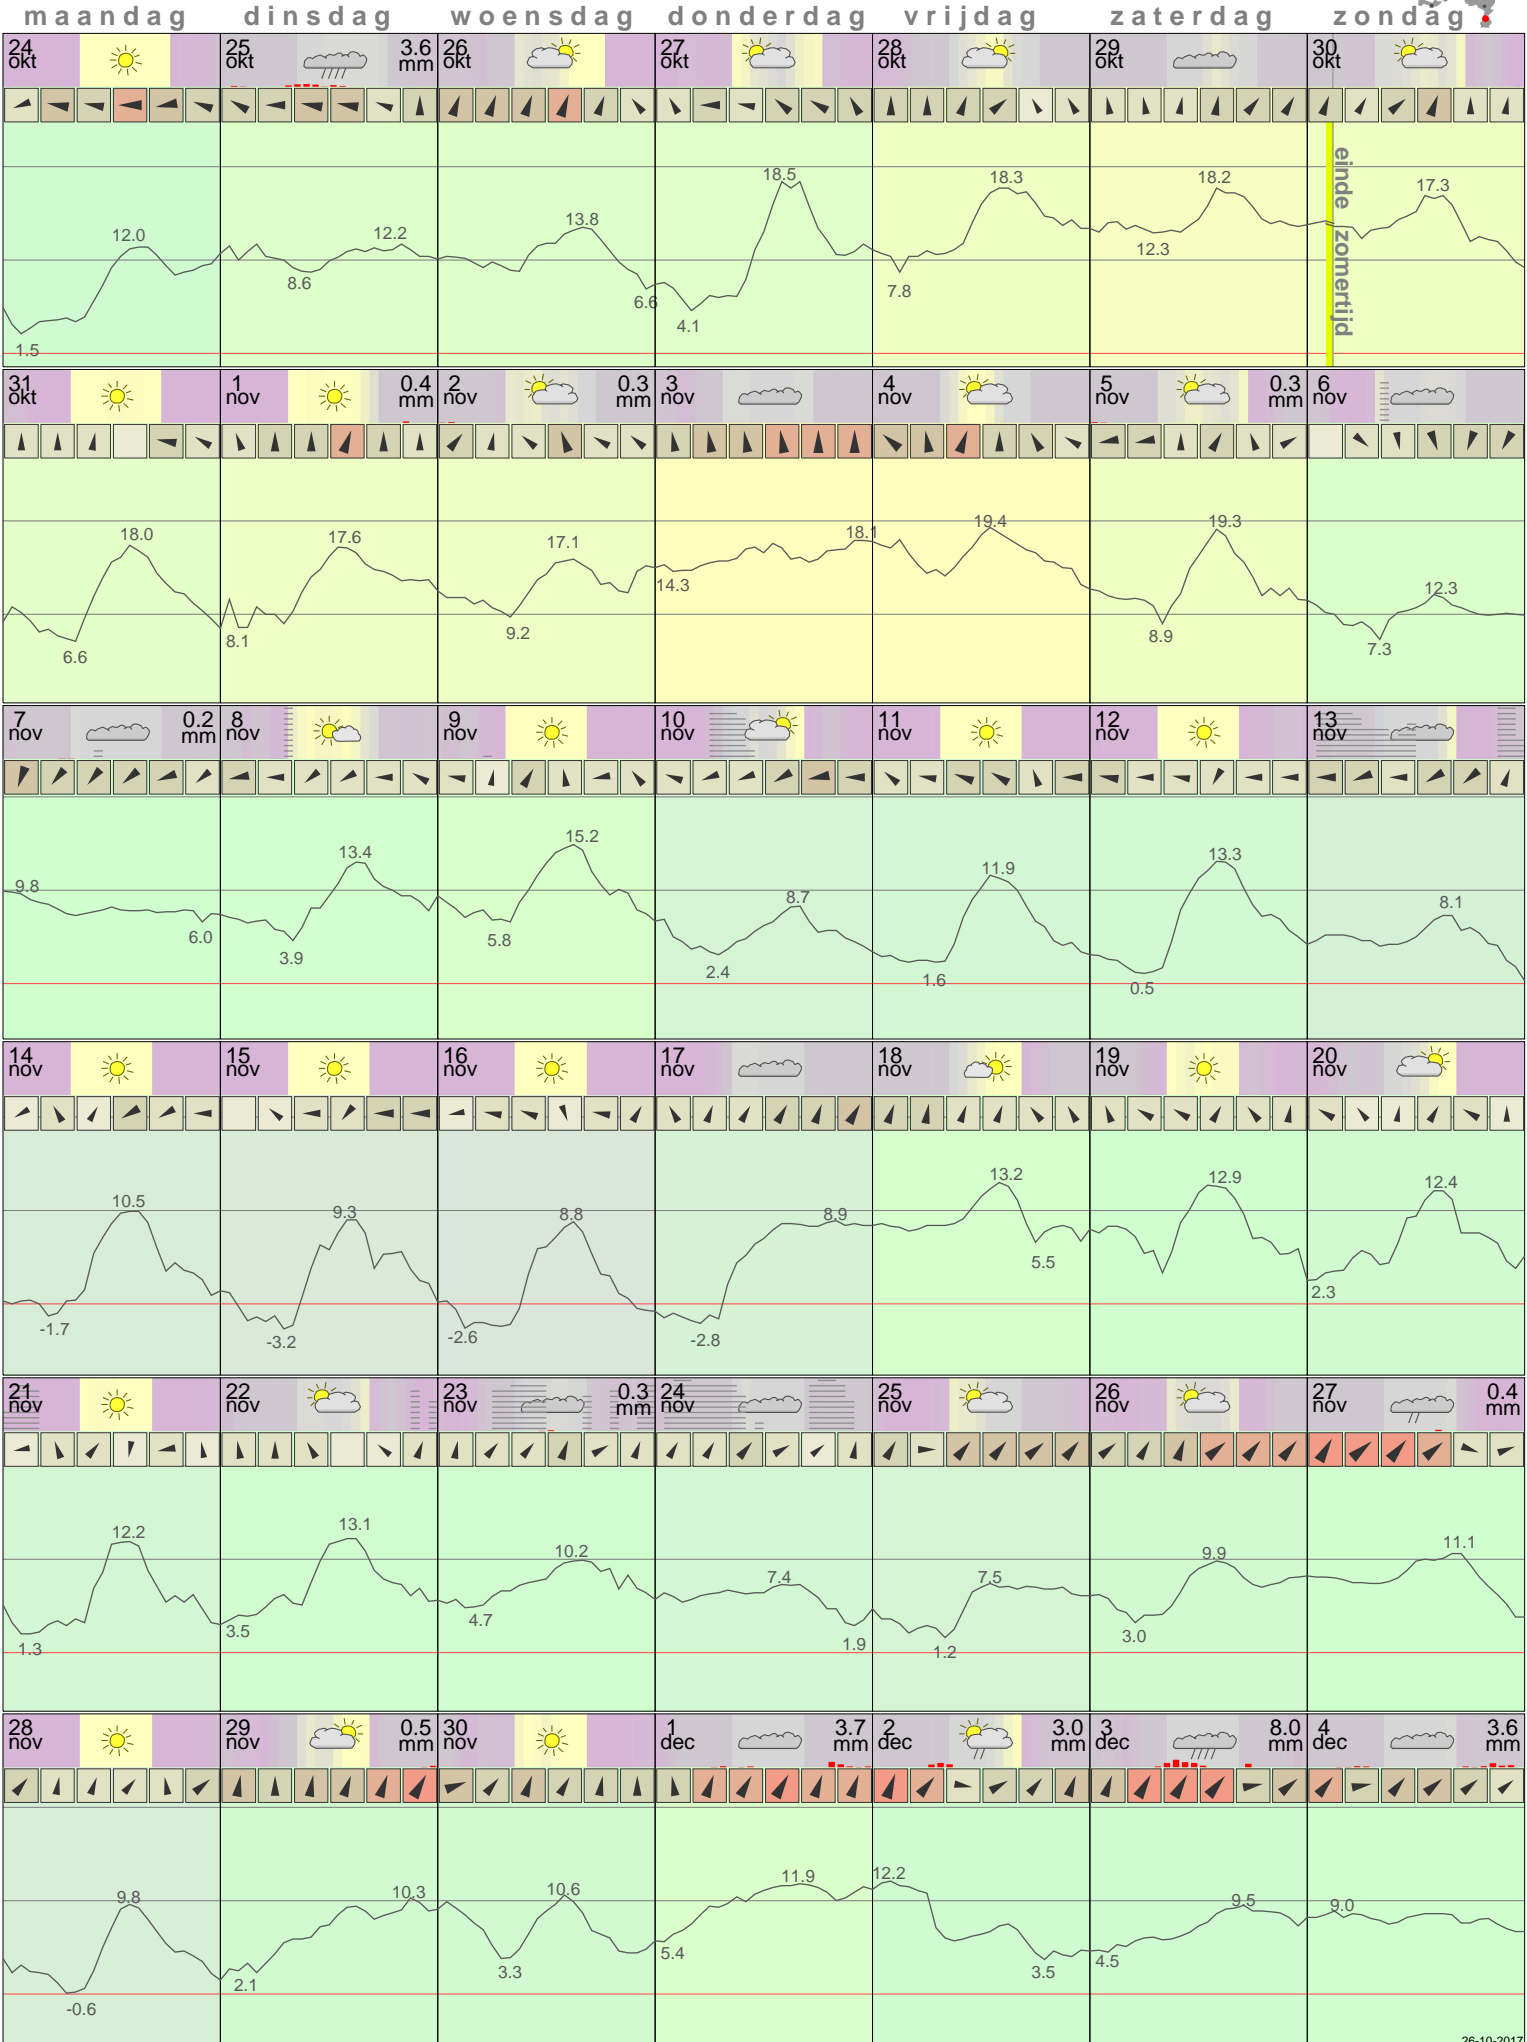 maandag dinsdag woensdag donderdag vrijdag zaterdag zondag
24 okt 25 okt 3.6 mm 26 okt 27 okt 28 okt 29 okt 30 okt
12.0 1.5 8.6 12.2 13.8 6.6 4.1 18.5 7.8 18.3 12.3 18.2 einde zomertijd 17.3
31 okt 1 nov 0.4 mm 2 nov 0.3 mm 3 nov 4 nov 5 nov 0.3 mm 6 nov
6.6 18.0 8.1 17.6 9.2 17.1 14.3 18.1 19.4 8.9 19.3 7.3 12.3
7 nov 0.2 mm 8 nov 9 nov 10 nov 11 nov 12 nov 13 nov
9.8 6.0 3.9 13.4 5.8 15.2 2.4 8.7 1.6 11.9 0.5 13.3 8.1
14 nov 15 nov 16 nov 17 nov 18 nov 19 nov 20 nov
-1.7 10.5 -3.2 9.3 -2.6 8.8 -2.8 8.9 13.2 5.5 12.9 2.3 12.4
21 nov 22 nov 23 nov 0.3 mm 24 nov 25 nov 26 nov 27 nov 0.4 mm
1.3 12.2 3.5 13.1 4.7 10.2 7.4 1.9 1.2 7.5 3.0 9.9 11.1
28 nov 29 nov 0.5 mm 30 nov 1 dec 3.7 mm 2 dec 3.0 mm 3 dec 8.0 mm 4 dec 3.6 mm
-0.6 9.8 2.1 10.3 3.3 10.6 5.4 11.9 12.2 3.5 4.5 9.5 9.0
26-10-2017